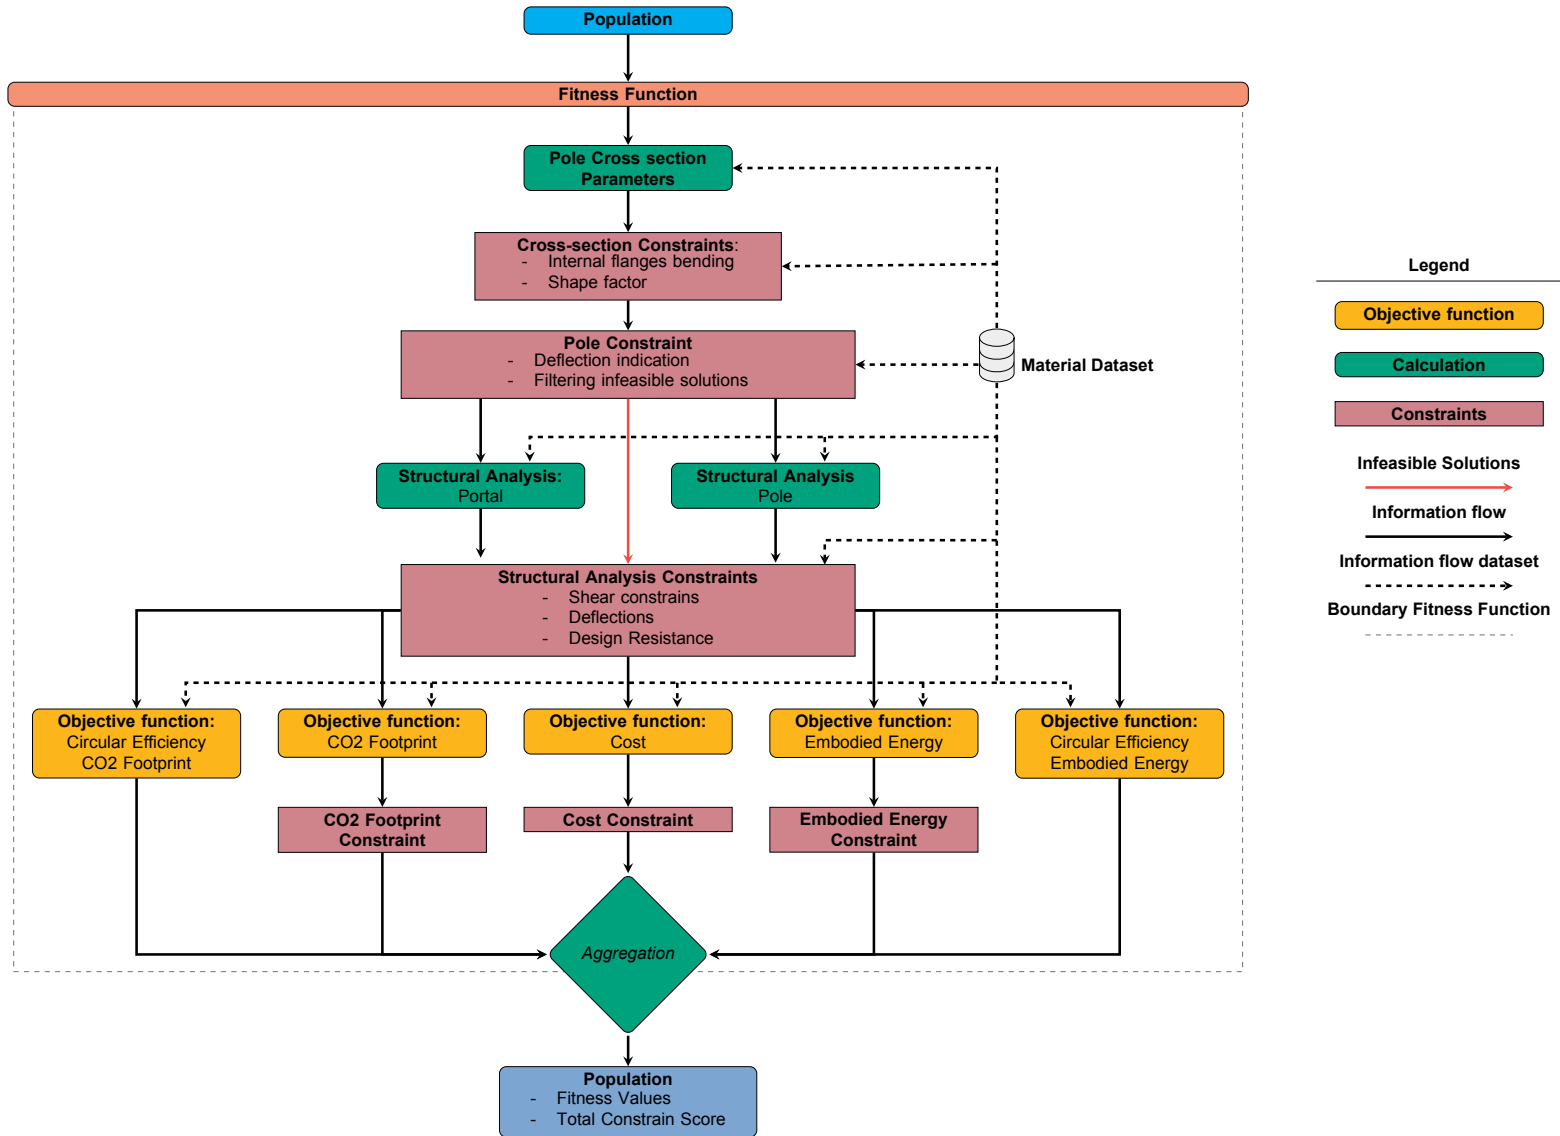 Population
Fitness Function
Pole Cross section
Parameters
Cross-section Constraints:
- Internal flanges bending
- Shape factor
Pole Constraint
- Deflection indication
- Filtering infeasible solutions
Material Dataset
Structural Analysis:
Portal
Structural Analysis
Pole
Structural Analysis Constraints
- Shear constrains
- Deflections
- Design Resistance
Objective function:
Circular Efficiency
CO2 Footprint
Objective function:
CO2 Footprint
Objective function:
Cost
Objective function:
Embodied Energy
Objective function:
Circular Efficiency
Embodied Energy
CO2 Footprint
Constraint
Cost Constraint
Embodied Energy
Constraint
Aggregation
Population
- Fitness Values
- Total Constrain Score
Legend
Objective function
Calculation
Constraints
Infeasible Solutions
Information flow
Information flow dataset
Boundary Fitness Function